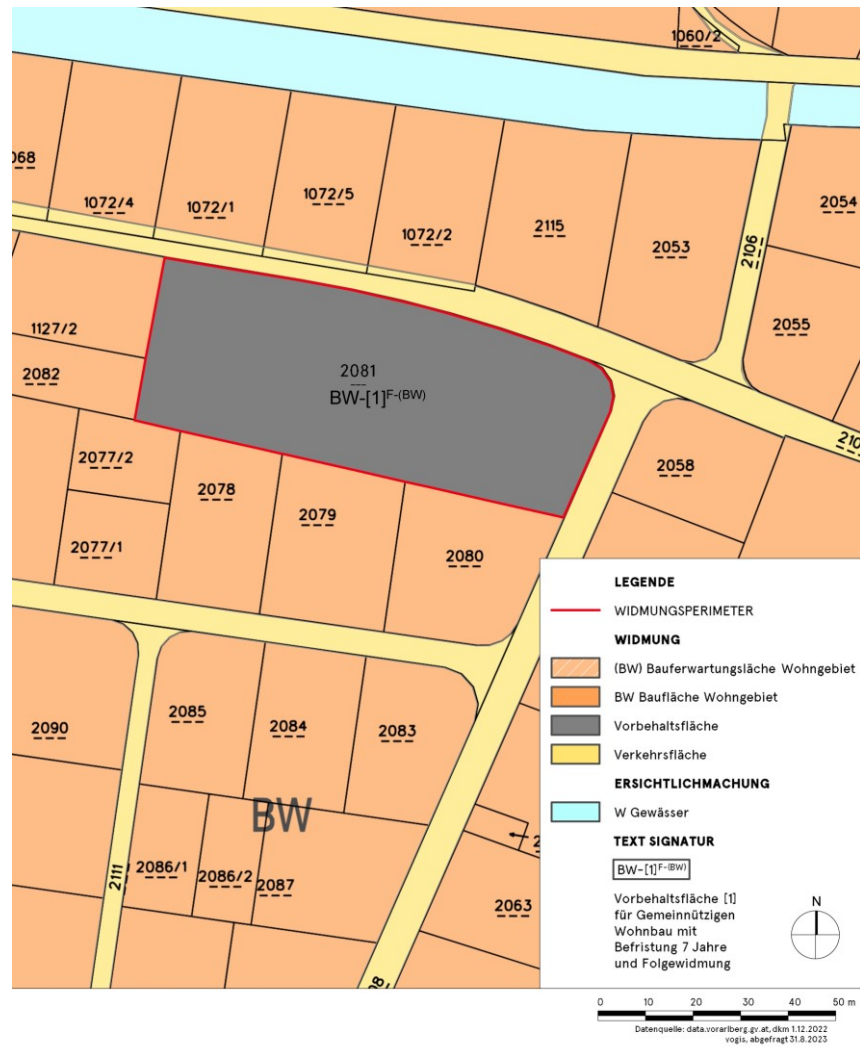 1060/2
068
1072/4
1072/1
1072/5
1072/2
2115
2053
2054
2106
2055
1127/2
2082
2081
BW-[1]F-(BW)
210
2077/2
2078
2079
2080
2058
2077/1
2090
2085
2084
2083
BW
2111
2086/1
2086/2
2087
2063
08
LEGENDE
WIDMUNGSPERIMETER
WIDMUNG
(BW) Bauferwartungsläche Wohngebiet
BW Baufläche Wohngebiet
Vorbehaltsfläche
Verkehrsfläche
ERSICHTLICHMACHUNG
W Gewässer
TEXT SIGNATUR
BW-[1]F-(BW)
Vorbehaltsfläche [1]
für Gemeinnützigen
Wohnbau mit
Befristung 7 Jahre
und Folgewidmung
N
0 10 20 30 40 50 m
Datenquelle: data.vorarlberg.gv.at, dkm 1.12.2022
vogis, abgefragt 31.8.2023